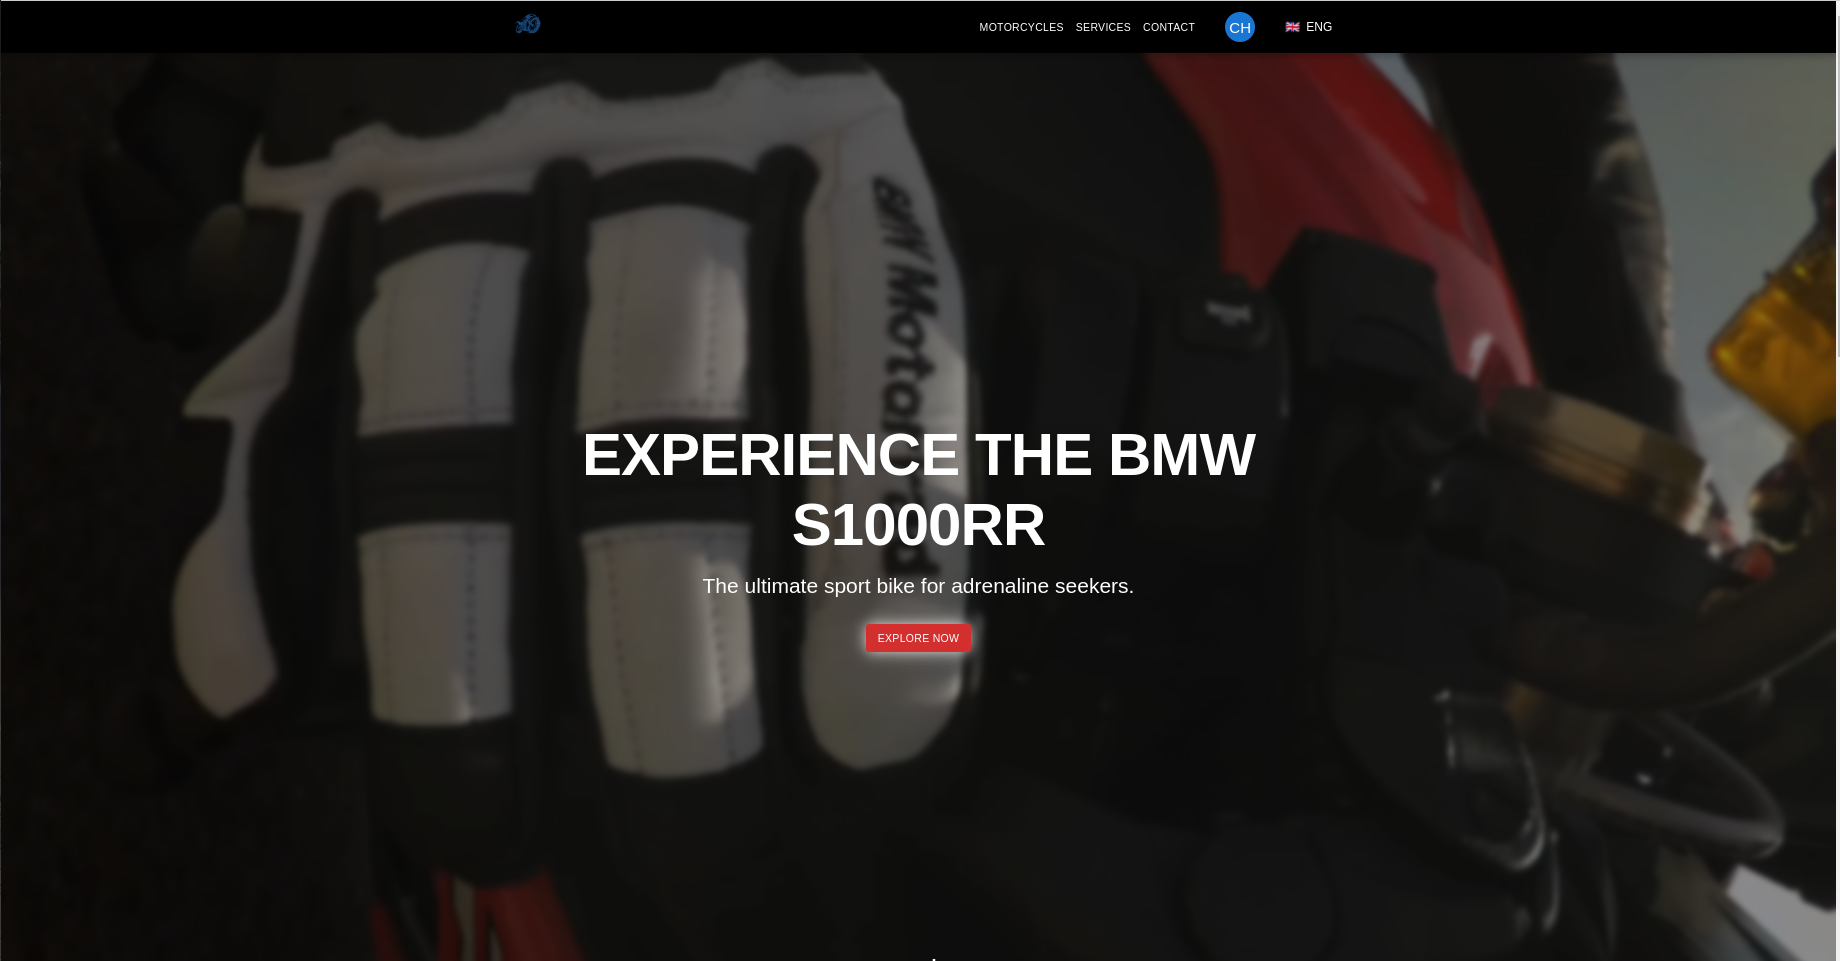 MOTORCYCLES SERVICES CONTACT CH ENG
BMW Motorrad
EXPERIENCE THE BMW
S1000RR
The ultimate sport bike for adrenaline seekers.
EXPLORE NOW